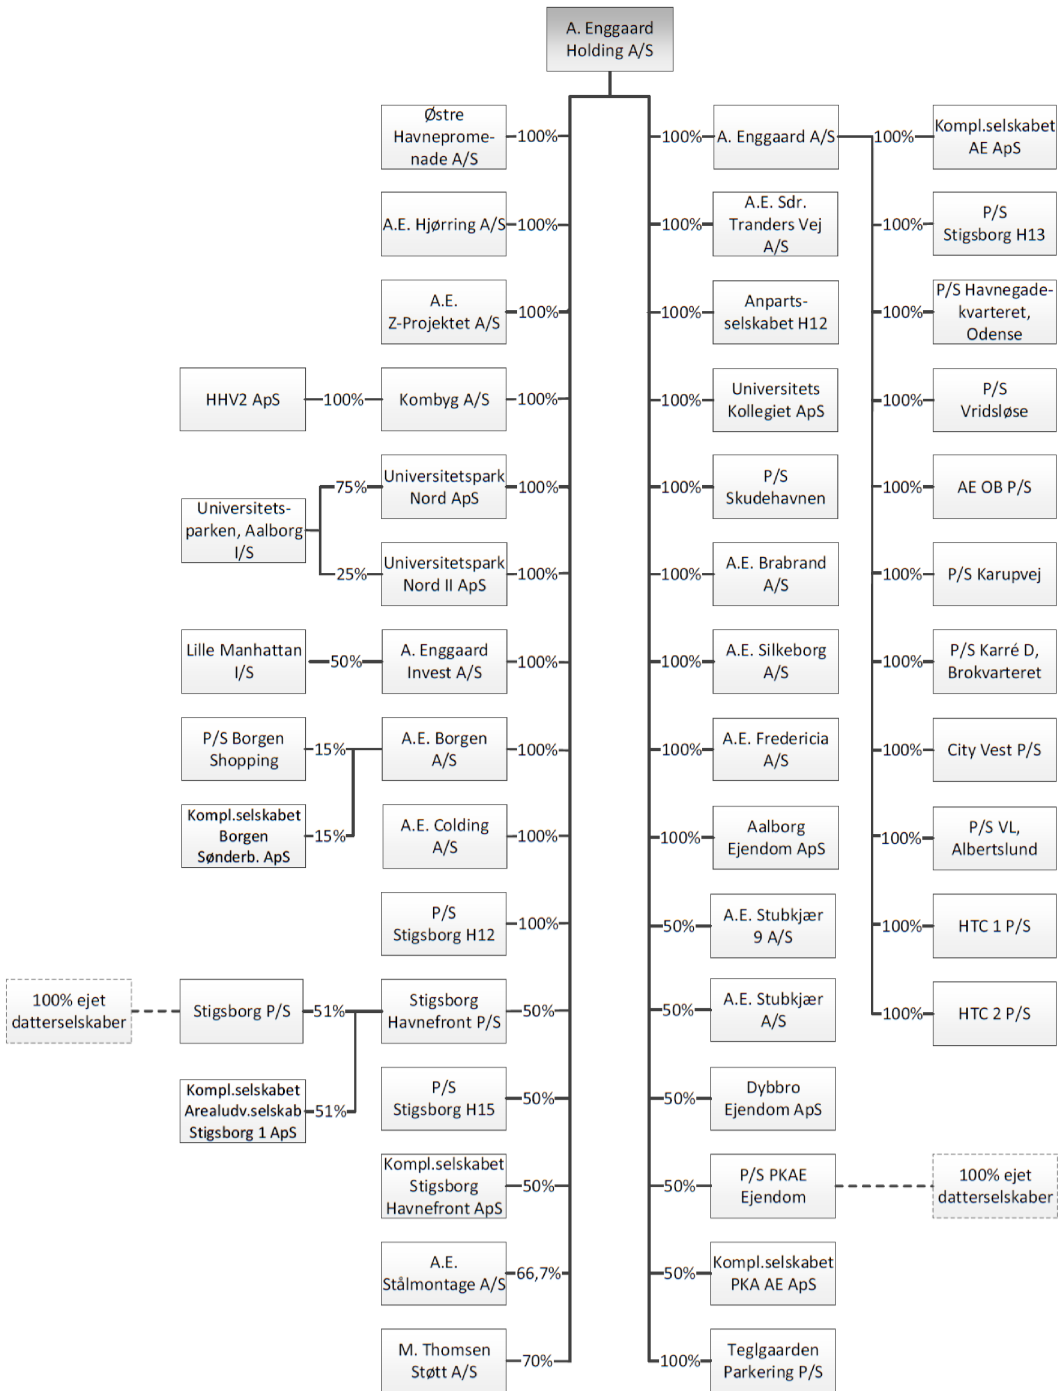 A. Enggaard
Holding A/S
Østre
Havneprome-
nade A/S
100%
100%
A. Enggaard A/S
100%
Kompl.selskabet
AE ApS
A.E. Hjørring A/S
100%
100%
A.E. Sdr.
Tranders Vej
A/S
100%
P/S
Stigsborg H13
A.E.
Z-Projektet A/S
100%
100%
Anparts-
selskabet H12
100%
P/S Havnegade-
kvarteret,
Odense
HHV2 ApS
100%
Kombyg A/S
100%
100%
Universitets
Kollegiet ApS
100%
P/S
Vridsløse
Universitets-
parken, Aalborg
I/S
75%
Universitetspark
Nord ApS
100%
100%
P/S
Skudehavnen
100%
AE OB P/S
25%
Universitetspark
Nord II ApS
100%
100%
A.E. Brabrand
A/S
100%
P/S Karupvej
Lille Manhattan
I/S
50%
A. Enggaard
Invest A/S
100%
100%
A.E. Silkeborg
A/S
100%
P/S Karré D,
Brokvarteret
P/S Borgen
Shopping
15%
A.E. Borgen
A/S
100%
100%
A.E. Fredericia
A/S
100%
City Vest P/S
Kompl.selskabet
Borgen
Sønderb. ApS
15%
A.E. Colding
A/S
100%
100%
Aalborg
Ejendom ApS
100%
P/S VL,
Albertslund
P/S
Stigsborg H12
100%
50%
A.E. Stubkjær
9 A/S
100%
HTC 1 P/S
100% ejet
datterselskaber
Stigsborg P/S
51%
Stigsborg
Havnefront P/S
50%
50%
A.E. Stubkjær
A/S
100%
HTC 2 P/S
Kompl.selskabet
Arealudv.selskab
Stigsborg 1 ApS
51%
P/S
Stigsborg H15
50%
50%
Dybbro
Ejendom ApS
Kompl.selskabet
Stigsborg
Havnefront ApS
50%
50%
P/S PKAE
Ejendom
100% ejet
datterselskaber
A.E.
Stålmontage A/S
66,7%
50%
Kompl.selskabet
PKA AE ApS
M. Thomsen
Støtt A/S
70%
100%
Teglgaarden
Parkering P/S